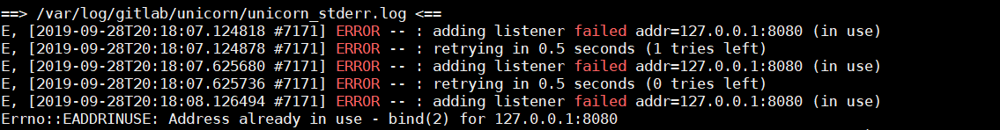 ==> /var/log/gitlab/unicorn/unicorn_stderr.log <==
E, [2019-09-28T20:18:07.124818 #7171] ERROR -- : adding listener failed addr=127.0.0.1:8080 (in use)
E, [2019-09-28T20:18:07.124878 #7171] ERROR -- : retrying in 0.5 seconds (1 tries left)
E, [2019-09-28T20:18:07.625680 #7171] ERROR -- : adding listener failed addr=127.0.0.1:8080 (in use)
E, [2019-09-28T20:18:07.625736 #7171] ERROR -- : retrying in 0.5 seconds (0 tries left)
E, [2019-09-28T20:18:08.126494 #7171] ERROR -- : adding listener failed addr=127.0.0.1:8080 (in use)
Errno::EADDRINUSE: Address already in use - bind(2) for 127.0.0.1:8080